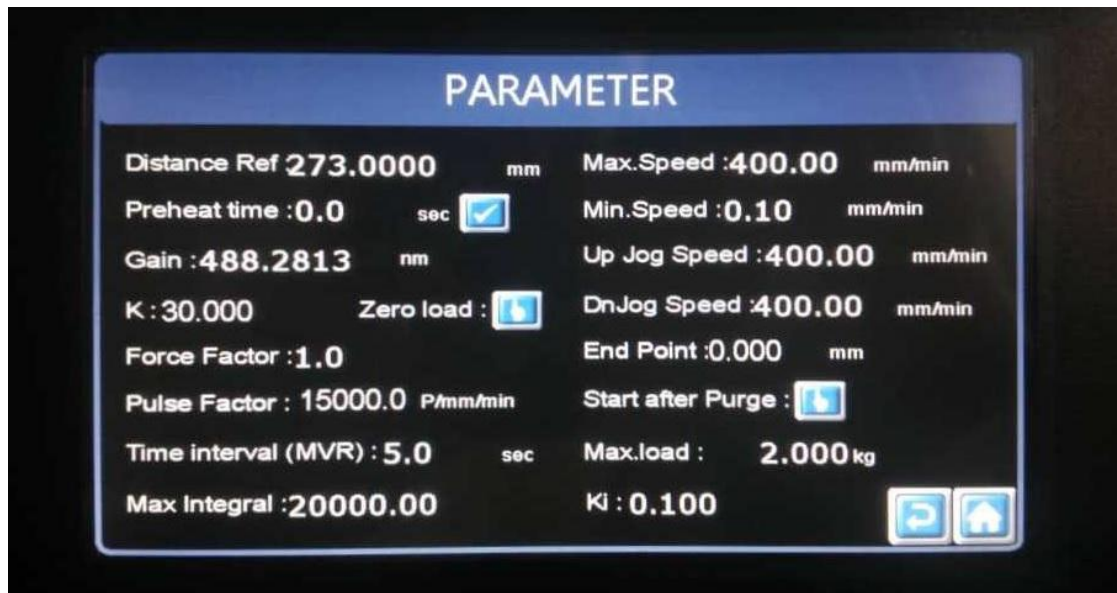 PARAMETER
Distance Ref :273.0000 mm
Preheat time :0.0 sec
Gain :488.2813 nm
K : 30.000 Zero load :
Force Factor :1.0
Pulse Factor : 15000.0 P/mm/min
Time interval (MVR) : 5.0 sec
Max Integral :20000.00
Max.Speed :400.00 mm/min
Min.Speed :0.10 mm/min
Up Jog Speed :400.00 mm/min
DnJog Speed :400.00 mm/min
End Point :0.000 mm
Start after Purge :
Max.load : 2.000 kg
Ki : 0.100